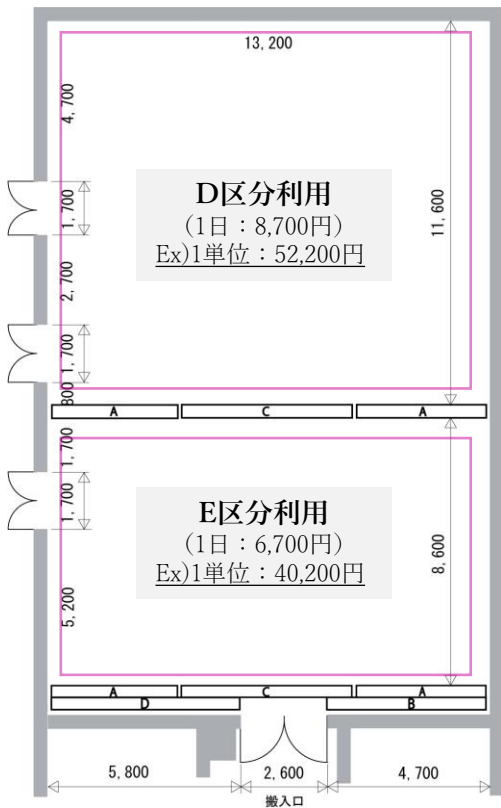 13,200
4,700
1,700
2,700
1,700
800
11,600
D区分利用
(1日：8,700円)
Ex)1単位：52,200円
A
C
A
1,700
1,700
5,200
8,600
E区分利用
(1日：6,700円)
Ex)1単位：40,200円
A
C
A
D
B
5,800
2,600
4,700
搬入口